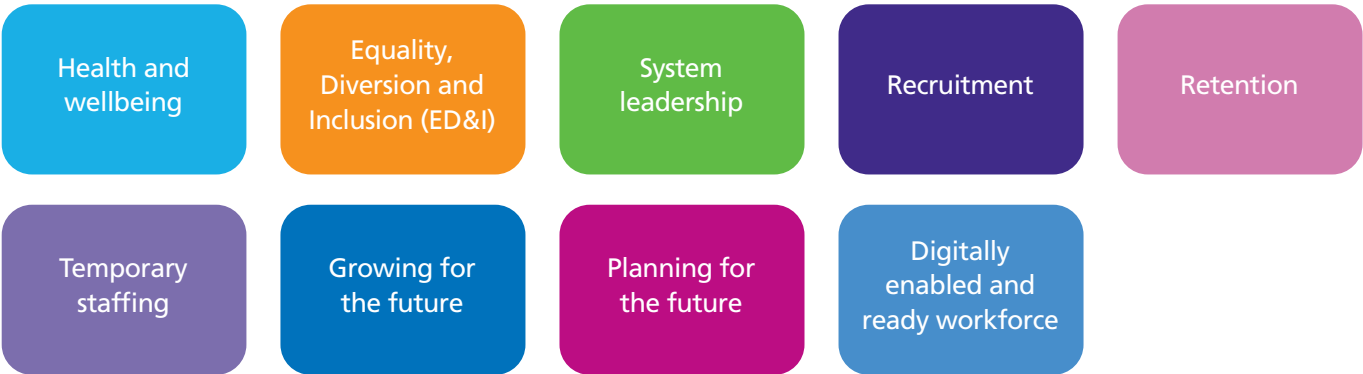 Health and
wellbeing
Equality,
Diversion and
Inclusion (ED&I)
System
leadership
Recruitment
Retention
Temporary
staffing
Growing for
the future
Planning for
the future
Digitally
enabled and
ready workforce